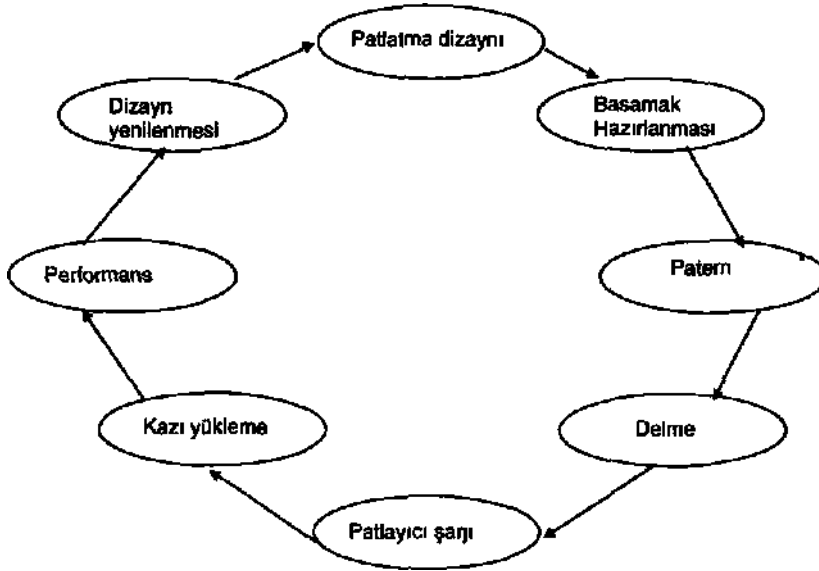 Patlatma dizaynı
Dizayn
yenilenmesi
Basamak
Hazırlanması
Performans
Patern
Kazı yükleme
Delme
Patlayıcı şarjı